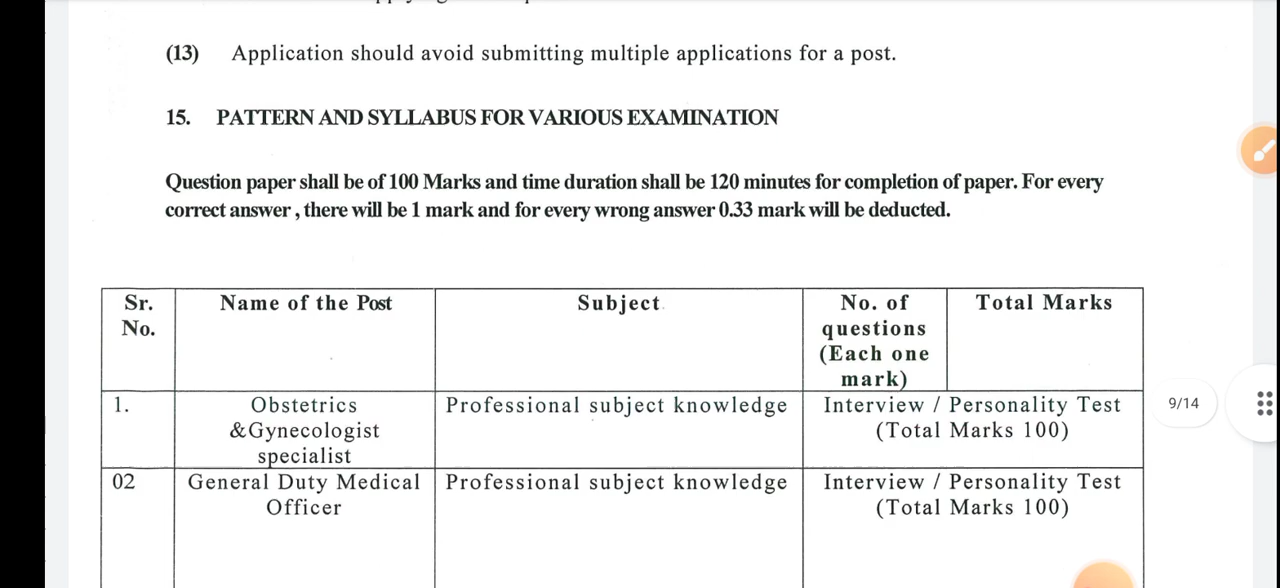 (13) Application should avoid submitting multiple applications for a post.
15. PATTERN AND SYLLABUS FOR VARIOUS EXAMINATION
Question paper shall be of 100 Marks and time duration shall be 120 minutes for completion of paper. For every
correct answer , there will be 1 mark and for every wrong answer 0.33 mark will be deducted.
Sr. No.
Name of the Post
Subject
No. of
questions
(Each one
mark)
Total Marks
1.
Obstetrics
&Gynecologist
specialist
Professional subject knowledge
Interview / Personality Test
(Total Marks 100)
02
General Duty Medical
Officer
Professional subject knowledge
Interview / Personality Test
(Total Marks 100)
9/14